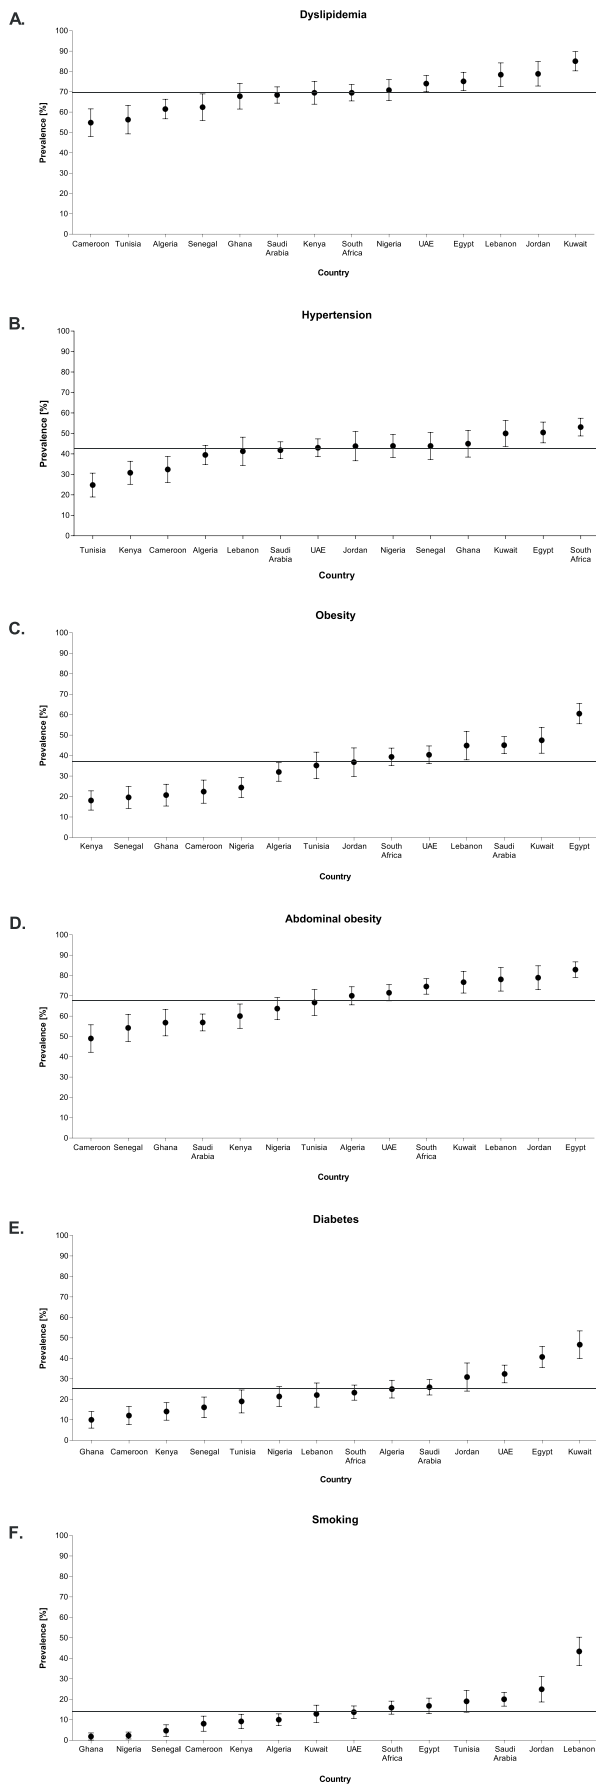 A.
Dyslipidemia
100
90
80
70
60
50
40
30
20
10
0
Prevalence [%]
Cameroon Tunisia Algeria Senegal Ghana Saudi Arabia Kenya South Africa Nigeria UAE Egypt Lebanon Jordan Kuwait
Country
B.
Hypertension
100
90
80
70
60
50
40
30
20
10
0
Prevalence [%]
Tunisia Kenya Cameroon Algeria Lebanon Saudi Arabia UAE Jordan Nigeria Senegal Ghana Kuwait Egypt South Africa
Country
C.
Obesity
100
90
80
70
60
50
40
30
20
10
0
Prevalence [%]
Kenya Senegal Ghana Cameroon Nigeria Algeria Tunisia Jordan South Africa UAE Lebanon Saudi Arabia Kuwait Egypt
Country
D.
Abdominal obesity
100
90
80
70
60
50
40
30
20
10
0
Prevalence [%]
Cameroon Senegal Ghana Saudi Arabia Kenya Nigeria Tunisia Algeria UAE South Africa Kuwait Lebanon Jordan Egypt
Country
E.
Diabetes
100
90
80
70
60
50
40
30
20
10
0
Prevalence [%]
Ghana Cameroon Kenya Senegal Tunisia Nigeria Lebanon South Africa Algeria Saudi Arabia Jordan UAE Egypt Kuwait
Country
F.
Smoking
100
90
80
70
60
50
40
30
20
10
0
Prevalence [%]
Ghana Nigeria Senegal Cameroon Kenya Algeria Kuwait UAE South Africa Egypt Tunisia Saudi Arabia Jordan Lebanon
Country